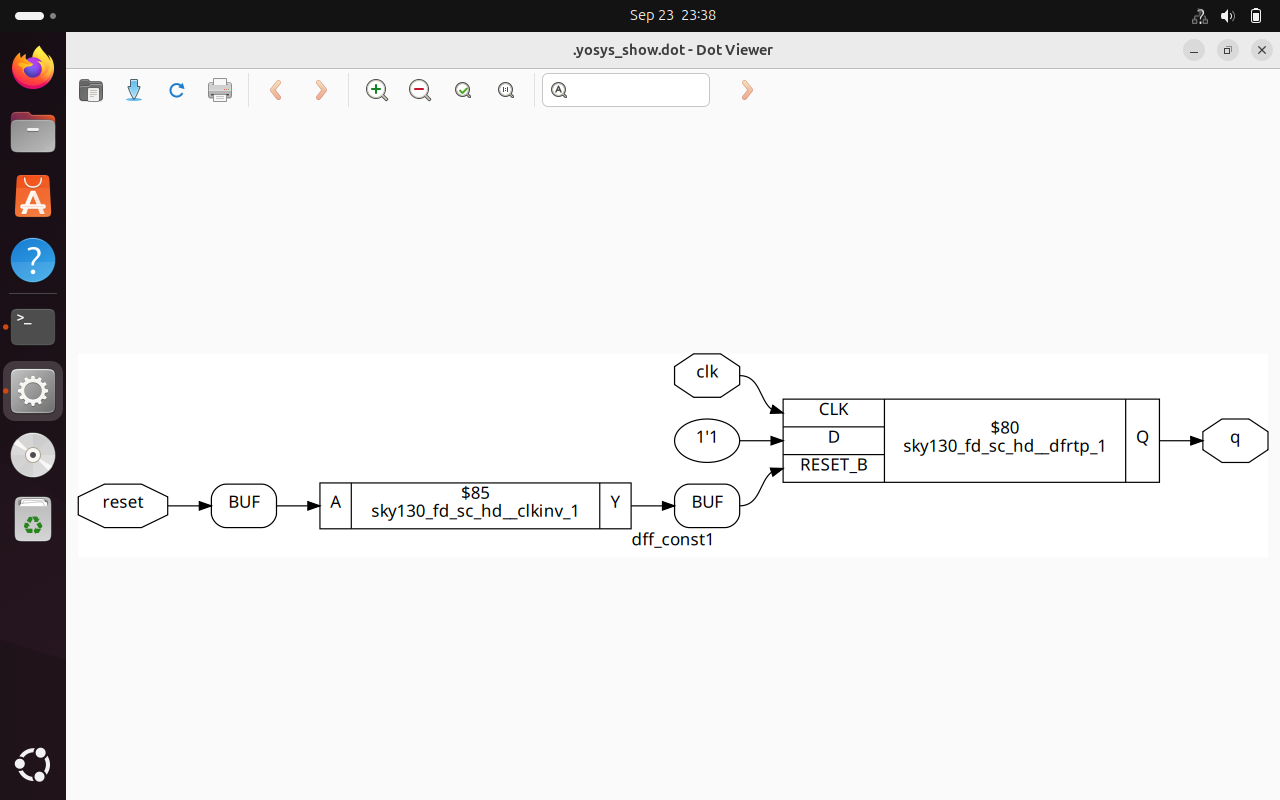 Sep 23 23:38
.yosys_show.dot - Dot Viewer
clk
CLK
1'1
D
$80
sky130_fd_sc_hd__dfrtp_1
Q
q
RESET_B
reset
BUF
A
$85
sky130_fd_sc_hd__clkinv_1
Y
BUF
dff_const1